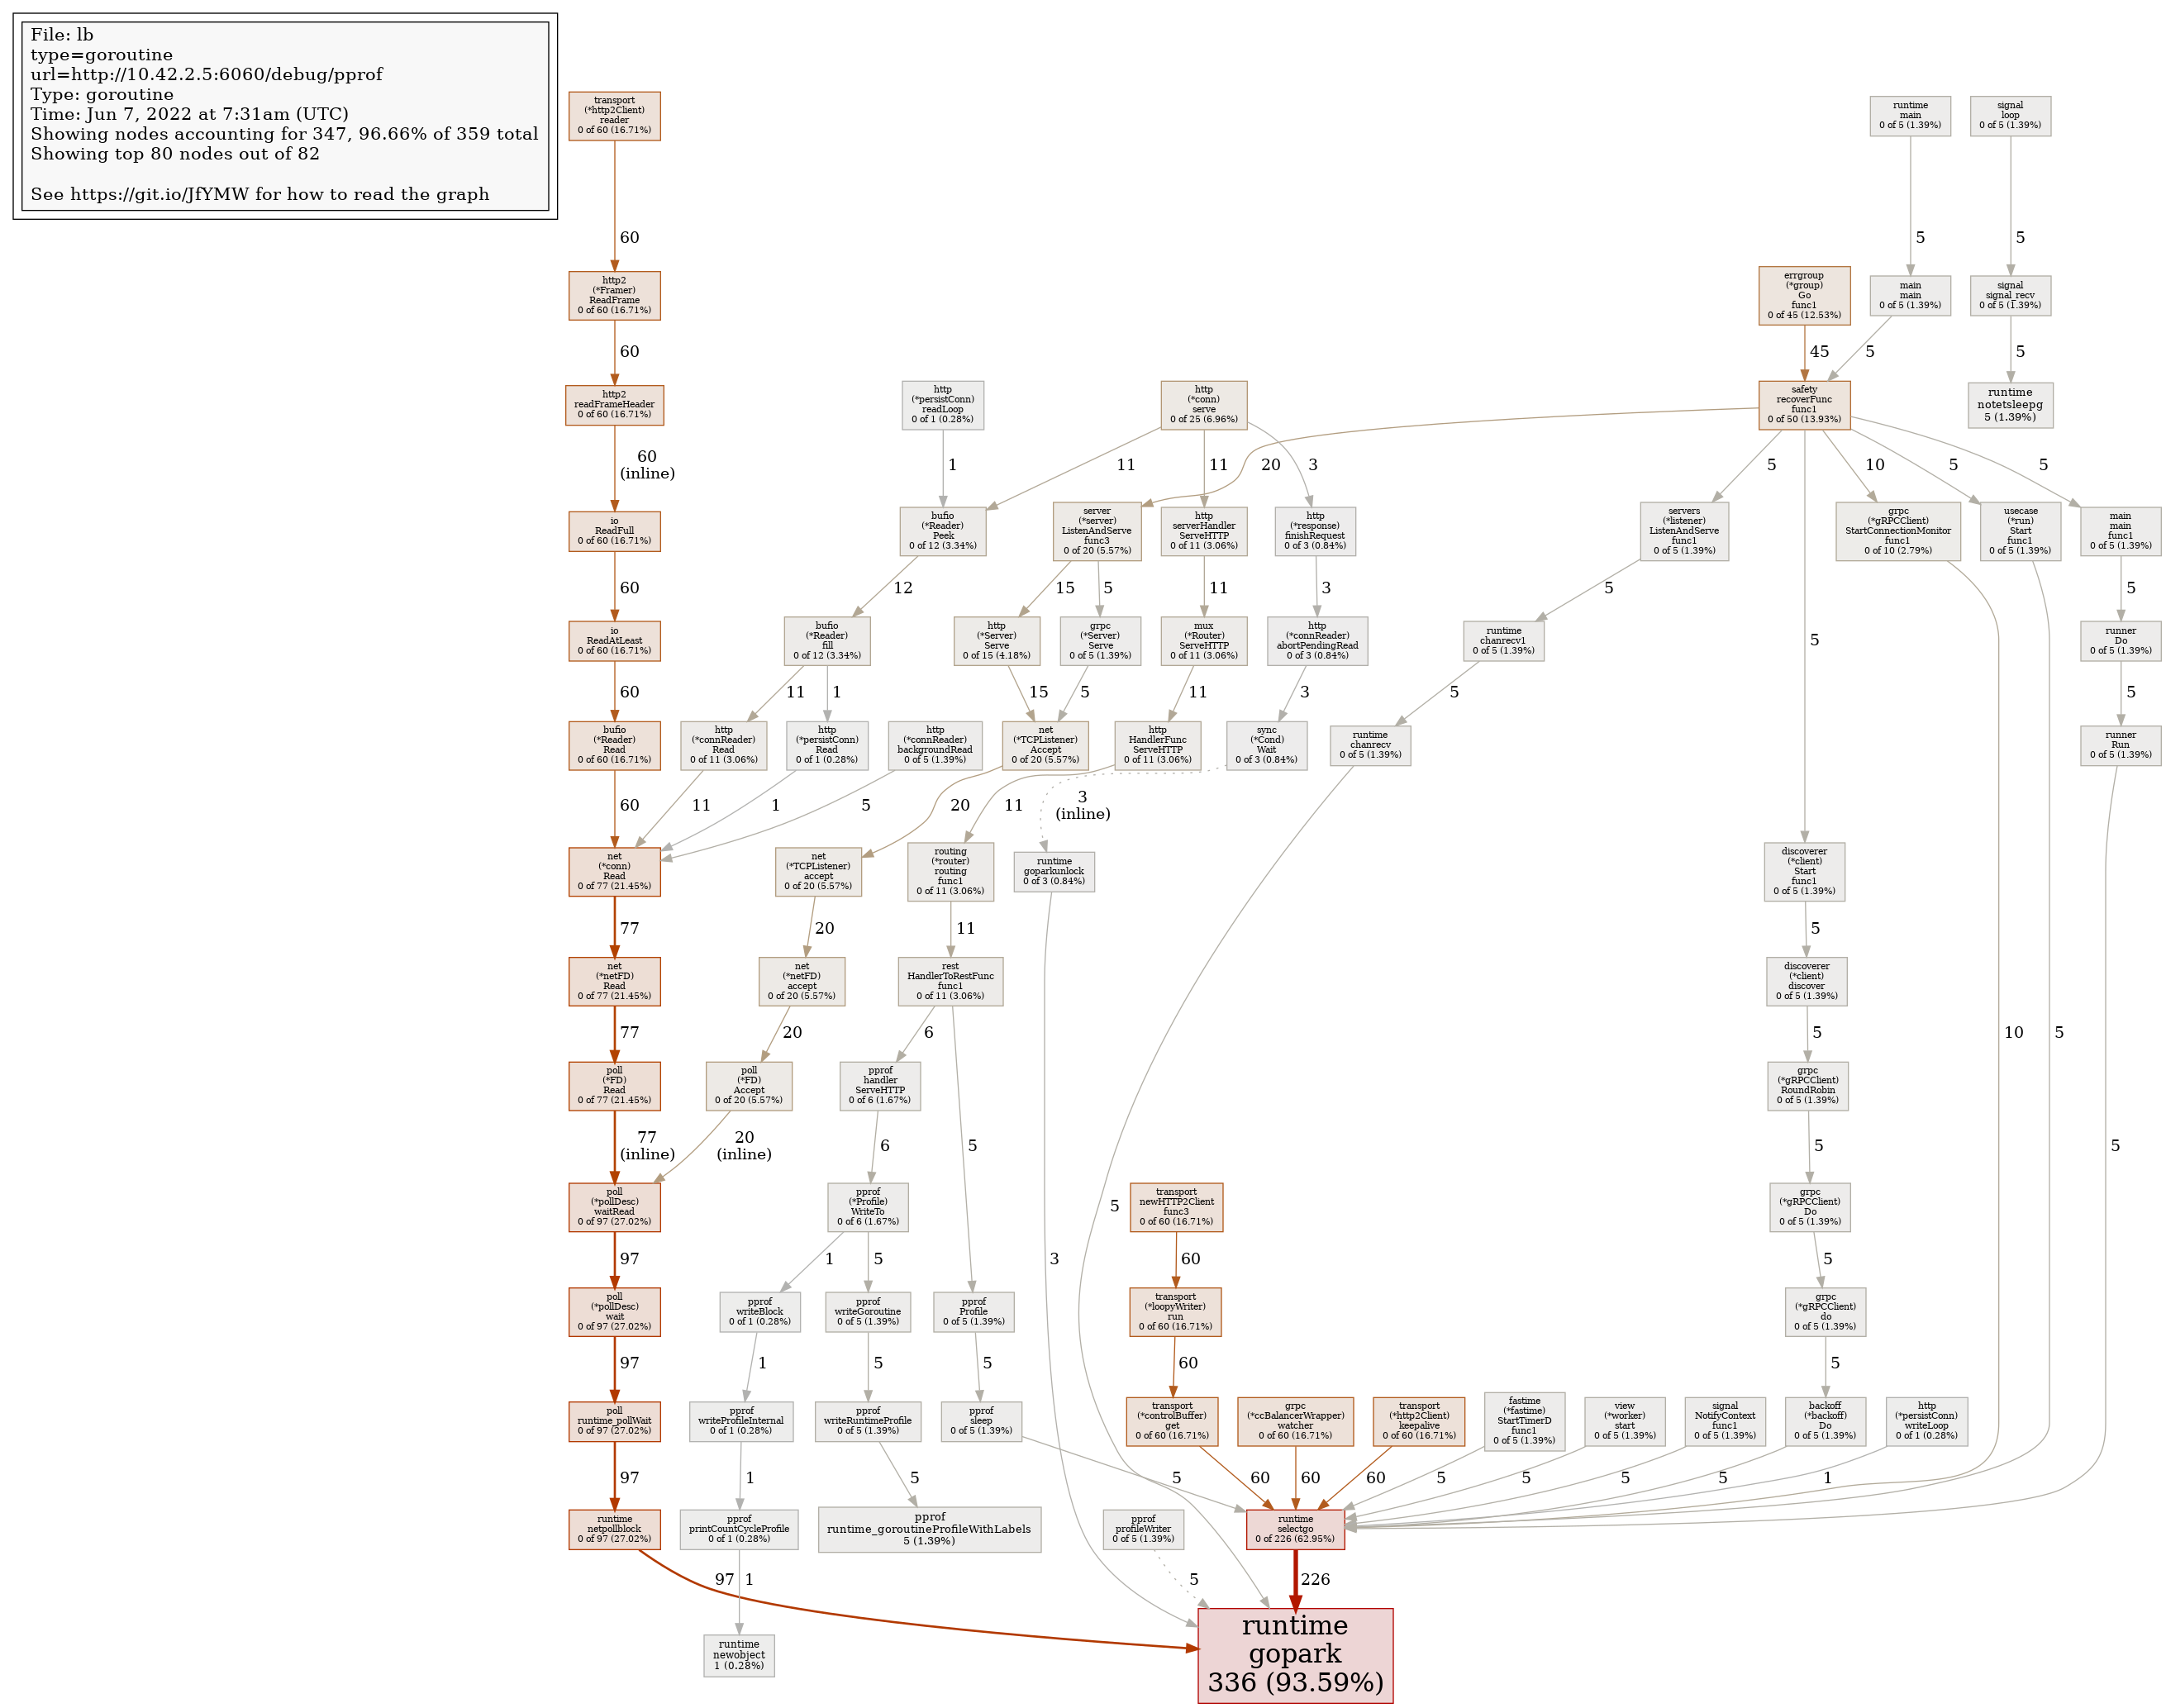 File: lb
type=goroutine
url=http://10.42.2.5:6060/debug/pprof
Type: goroutine
Time: Jun 7, 2022 at 7:31am (UTC)
Showing nodes accounting for 347, 96.66% of 359 total
Showing top 80 nodes out of 82
See https://git.io/JfYMW for how to read the graph
transport
(*http2Client)
reader
0 of 60 (16.71%)
runtime
main
0 of 5 (1.39%)
signal
loop
0 of 5 (1.39%)
60
5
5
http2
(*Framer)
ReadFrame
0 of 60 (16.71%)
errgroup
(*group)
Go
func1
0 of 45 (12.53%)
main
main
0 of 5 (1.39%)
signal
signal_recv
0 of 5 (1.39%)
60
45
5
5
http2
readFrameHeader
0 of 60 (16.71%)
http
(*persistConn)
readLoop
0 of 1 (0.28%)
http
(*conn)
serve
0 of 25 (6.96%)
safety
recoverFunc
func1
0 of 50 (13.93%)
runtime
notetsleepg
5 (1.39%)
60
(inline)
1
11
11
20
3
5
10
5
5
io
ReadFull
0 of 60 (16.71%)
bufio
(*Reader)
Peek
0 of 12 (3.34%)
server
(*server)
ListenAndServe
func3
0 of 20 (5.57%)
http
serverHandler
ServeHTTP
0 of 11 (3.06%)
http
(*response)
finishRequest
0 of 3 (0.84%)
servers
(*listener)
ListenAndServe
func1
0 of 5 (1.39%)
grpc
(*gRPCClient)
StartConnectionMonitor
func1
0 of 10 (2.79%)
usecase
(*run)
Start
func1
0 of 5 (1.39%)
main
main
func1
0 of 5 (1.39%)
60
12
15
5
11
3
5
5
5
io
ReadAtLeast
0 of 60 (16.71%)
bufio
(*Reader)
fill
0 of 12 (3.34%)
http
(*Server)
Serve
0 of 15 (4.18%)
grpc
(*Server)
Serve
0 of 5 (1.39%)
mux
(*Router)
ServeHTTP
0 of 11 (3.06%)
http
(*connReader)
abortPendingRead
0 of 3 (0.84%)
runtime
chanrecv1
0 of 5 (1.39%)
runner
Do
0 of 5 (1.39%)
60
11
1
15
5
11
3
5
5
bufio
(*Reader)
Read
0 of 60 (16.71%)
http
(*connReader)
Read
0 of 11 (3.06%)
http
(*persistConn)
Read
0 of 1 (0.28%)
http
(*connReader)
backgroundRead
0 of 5 (1.39%)
net
(*TCPListener)
Accept
0 of 20 (5.57%)
http
HandlerFunc
ServeHTTP
0 of 11 (3.06%)
sync
(*Cond)
Wait
0 of 3 (0.84%)
runtime
chanrecv
0 of 5 (1.39%)
runner
Run
0 of 5 (1.39%)
60
11
1
5
20
11
3
(inline)
net
(*conn)
Read
0 of 77 (21.45%)
net
(*TCPListener)
accept
0 of 20 (5.57%)
routing
(*router)
routing
func1
0 of 11 (3.06%)
runtime
goparkunlock
0 of 3 (0.84%)
discoverer
(*client)
Start
func1
0 of 5 (1.39%)
77
20
11
5
net
(*netFD)
Read
0 of 77 (21.45%)
net
(*netFD)
accept
0 of 20 (5.57%)
rest
HandlerToRestFunc
func1
0 of 11 (3.06%)
discoverer
(*client)
discover
0 of 5 (1.39%)
77
20
6
5
10
5
poll
(*FD)
Read
0 of 77 (21.45%)
poll
(*FD)
Accept
0 of 20 (5.57%)
pprof
handler
ServeHTTP
0 of 6 (1.67%)
grpc
(*gRPCClient)
RoundRobin
0 of 5 (1.39%)
77
(inline)
20
(inline)
6
5
5
5
poll
(*pollDesc)
waitRead
0 of 97 (27.02%)
pprof
(*Profile)
WriteTo
0 of 6 (1.67%)
5
transport
newHTTP2Client
func3
0 of 60 (16.71%)
grpc
(*gRPCClient)
Do
0 of 5 (1.39%)
97
1
5
3
60
5
poll
(*pollDesc)
wait
0 of 97 (27.02%)
pprof
writeBlock
0 of 1 (0.28%)
pprof
writeGoroutine
0 of 5 (1.39%)
pprof
Profile
0 of 5 (1.39%)
transport
(*loopyWriter)
run
0 of 60 (16.71%)
grpc
(*gRPCClient)
do
0 of 5 (1.39%)
97
1
5
5
60
5
poll
runtime_pollWait
0 of 97 (27.02%)
pprof
writeProfileInternal
0 of 1 (0.28%)
pprof
writeRuntimeProfile
0 of 5 (1.39%)
pprof
sleep
0 of 5 (1.39%)
transport
(*controlBuffer)
get
0 of 60 (16.71%)
grpc
(*ccBalancerWrapper)
watcher
0 of 60 (16.71%)
transport
(*http2Client)
keepalive
0 of 60 (16.71%)
fastime
(*fastime)
StartTimerD
func1
0 of 5 (1.39%)
view
(*worker)
start
0 of 5 (1.39%)
signal
NotifyContext
func1
0 of 5 (1.39%)
backoff
(*backoff)
Do
0 of 5 (1.39%)
http
(*persistConn)
writeLoop
0 of 1 (0.28%)
97
1
5
5
60
60
60
5
5
5
5
1
runtime
netpollblock
0 of 97 (27.02%)
pprof
printCountCycleProfile
0 of 1 (0.28%)
pprof
runtime_goroutineProfileWithLabels
5 (1.39%)
pprof
profileWriter
0 of 5 (1.39%)
runtime
selectgo
0 of 226 (62.95%)
97
1
5
226
runtime
newobject
1 (0.28%)
runtime
gopark
336 (93.59%)